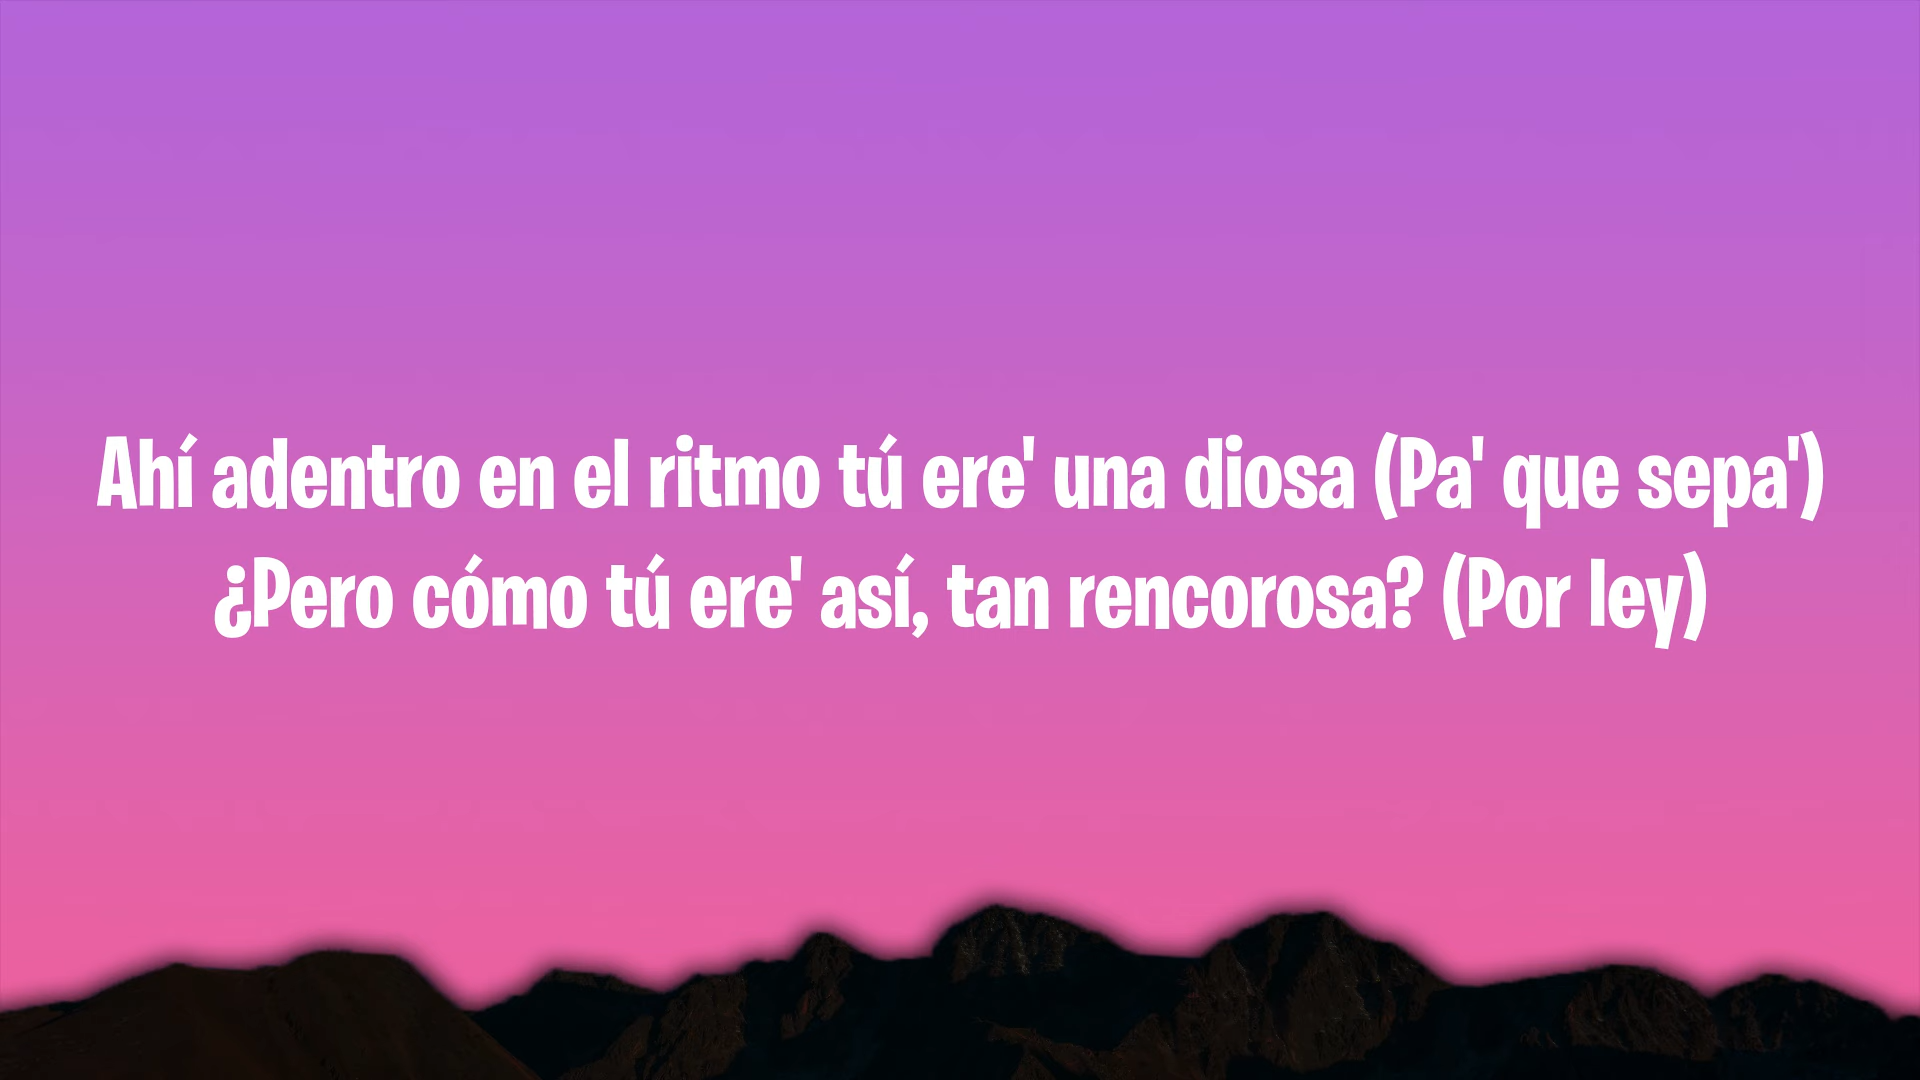 Ahí adentro en el ritmo tú ere' una diosa (Pa' que sepa')
¿Pero cómo tú ere' así, tan rencorosa? (Por ley)